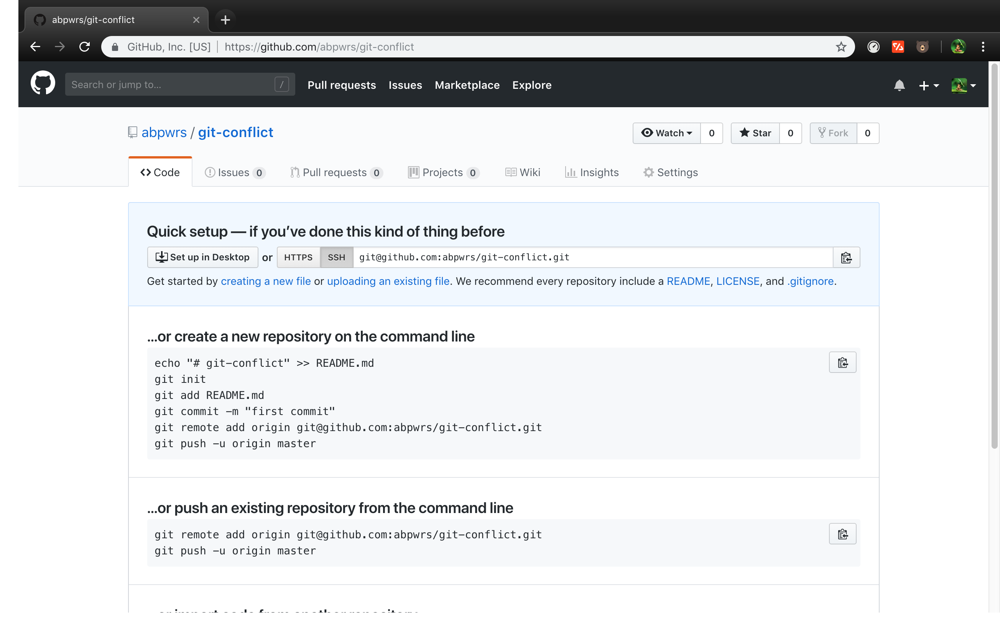 abpwrs/git-conflict
GitHub, Inc. [US] https://github.com/abpwrs/git-conflict
Search or jump to... / Pull requests Issues Marketplace Explore
abpwrs / git-conflict Watch 0 Star 0 Fork 0
Code Issues 0 Pull requests 0 Projects 0 Wiki Insights Settings
Quick setup — if you’ve done this kind of thing before
Set up in Desktop or HTTPS SSH git@github.com:abpwrs/git-conflict.git
Get started by creating a new file or uploading an existing file. We recommend every repository include a README, LICENSE, and .gitignore.
…or create a new repository on the command line
echo "# git-conflict" >> README.md
git init
git add README.md
git commit -m "first commit"
git remote add origin git@github.com:abpwrs/git-conflict.git
git push -u origin master
…or push an existing repository from the command line
git remote add origin git@github.com:abpwrs/git-conflict.git
git push -u origin master
…or import code from another repository